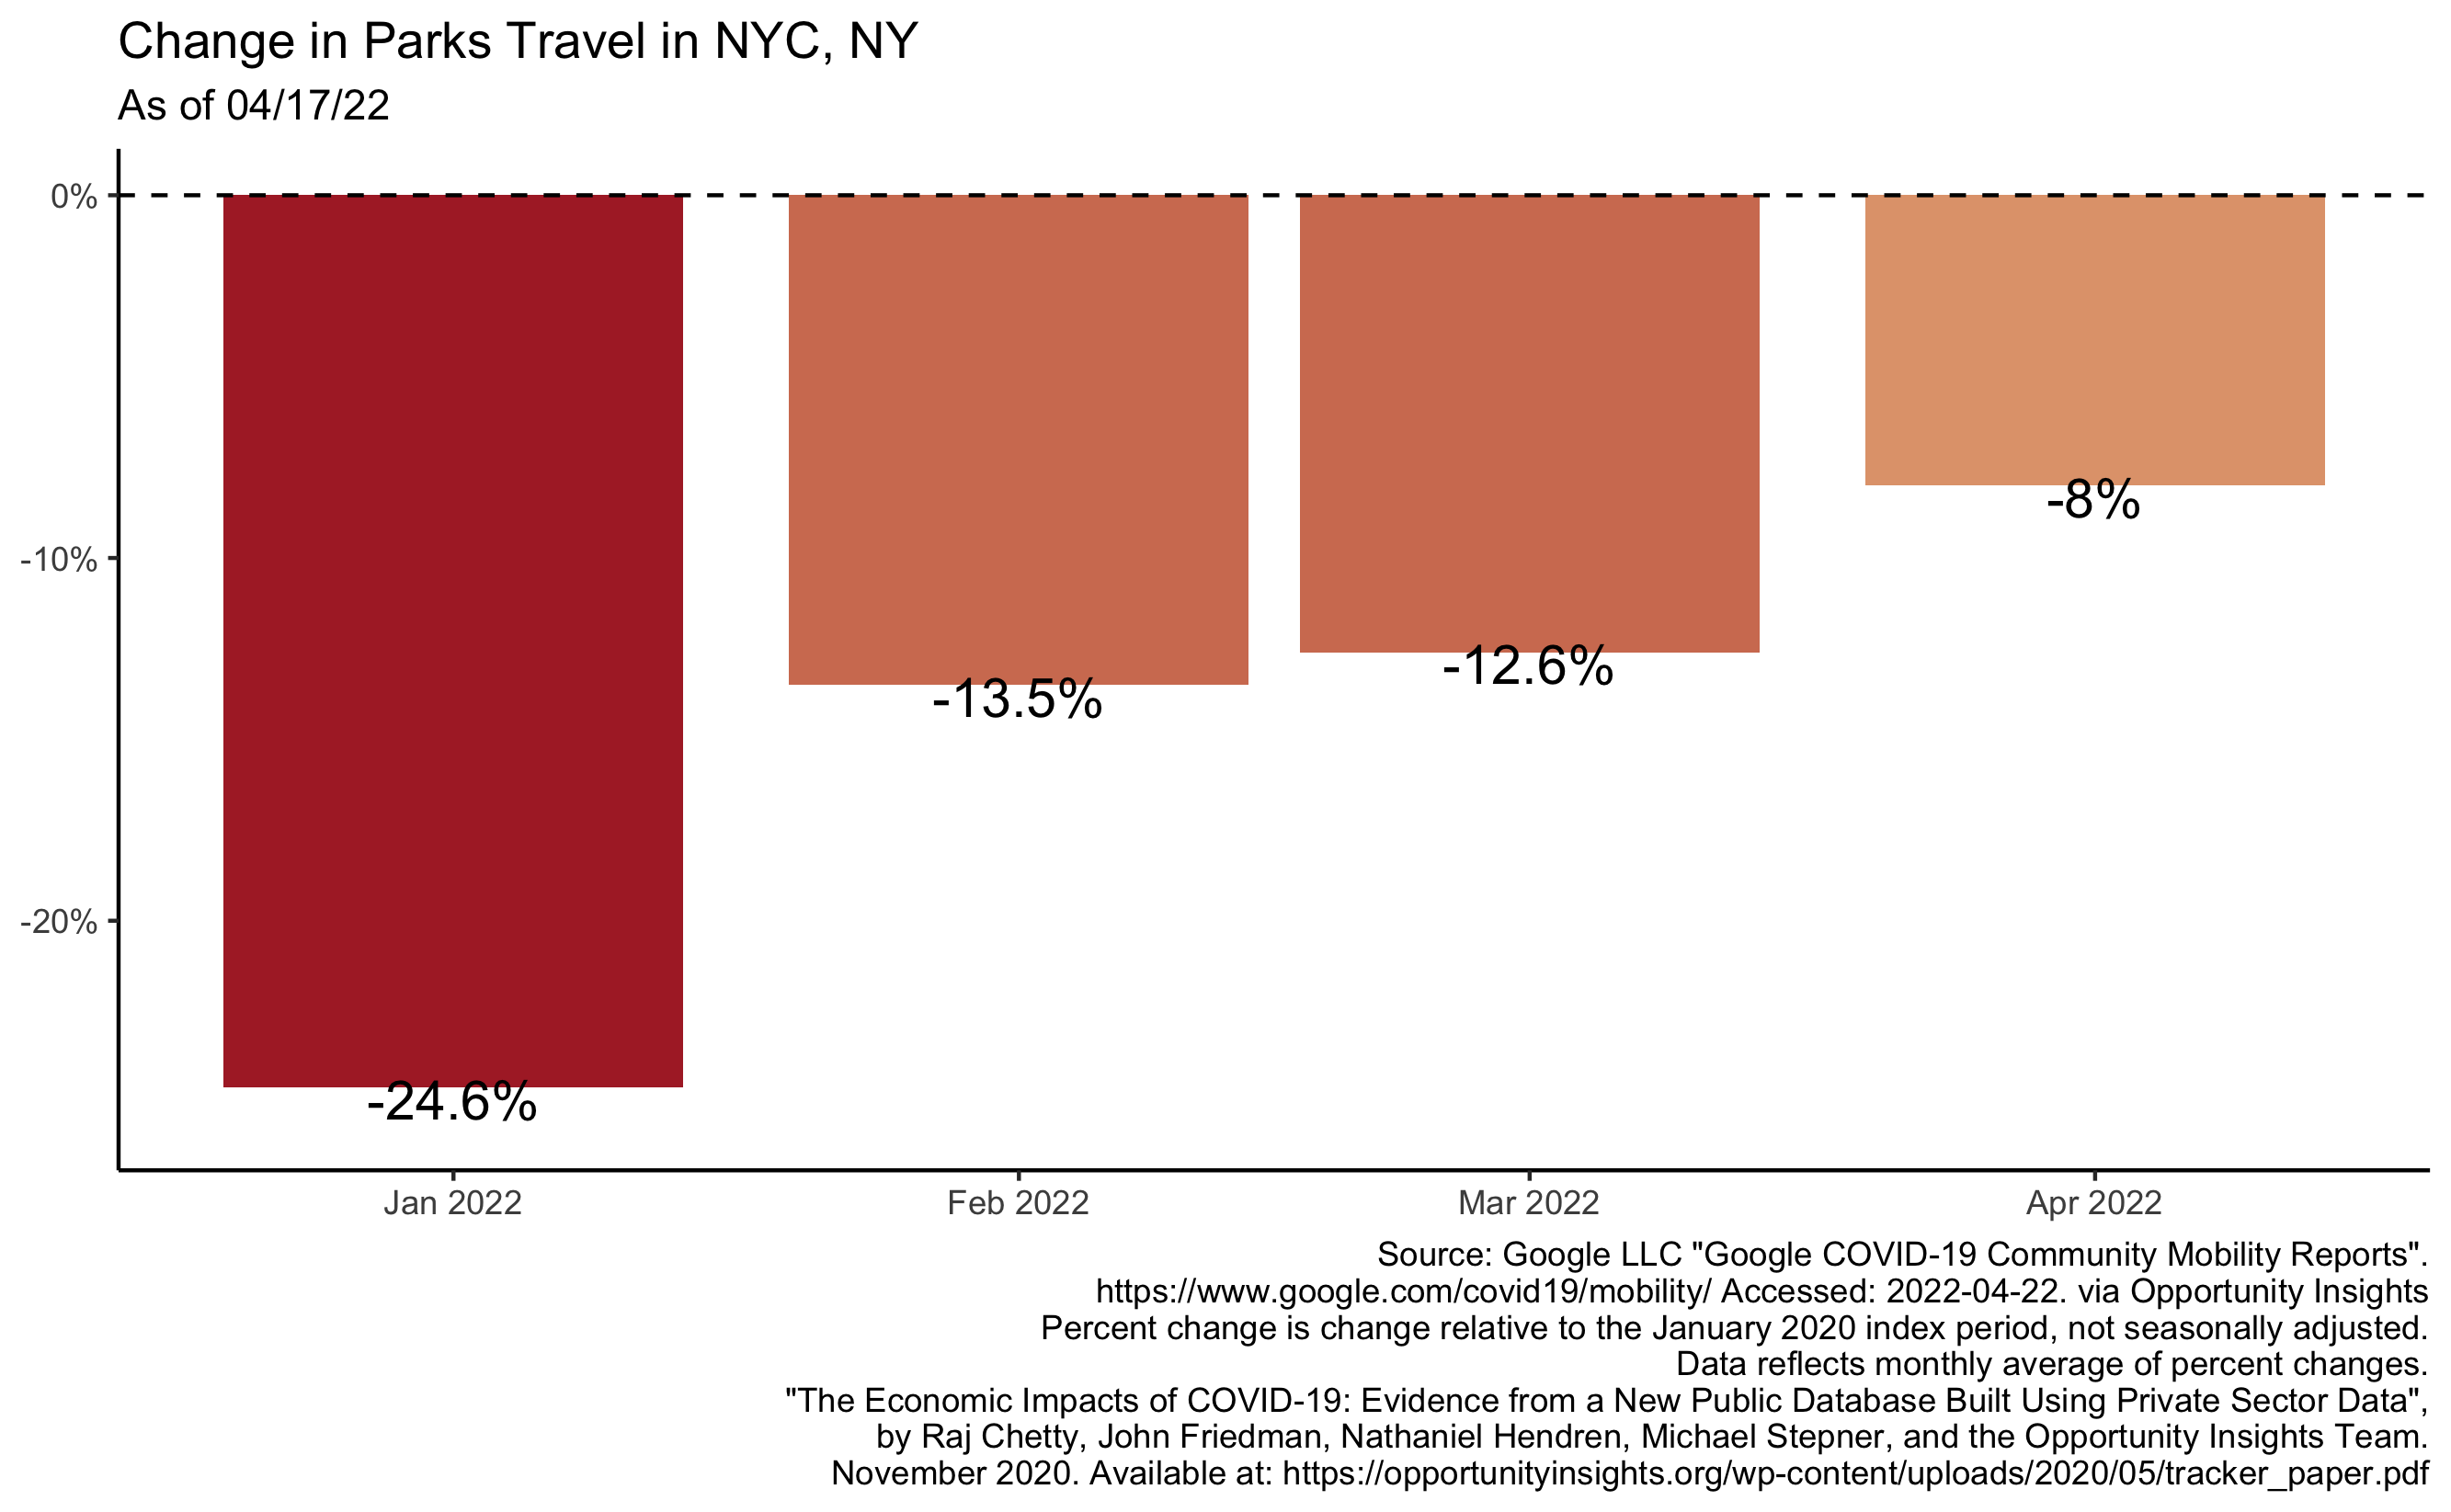 Change in Parks Travel in NYC, NY
As of 04/17/22
0%
-10%
-20%
-24.6%
-13.5%
-12.6%
-8%
Jan 2022
Feb 2022
Mar 2022
Apr 2022
Source: Google LLC "Google COVID-19 Community Mobility Reports".
https://www.google.com/covid19/mobility/ Accessed: 2022-04-22. via Opportunity Insights
Percent change is change relative to the January 2020 index period, not seasonally adjusted.
Data reflects monthly average of percent changes.
"The Economic Impacts of COVID-19: Evidence from a New Public Database Built Using Private Sector Data",
by Raj Chetty, John Friedman, Nathaniel Hendren, Michael Stepner, and the Opportunity Insights Team.
November 2020. Available at: https://opportunityinsights.org/wp-content/uploads/2020/05/tracker_paper.pdf